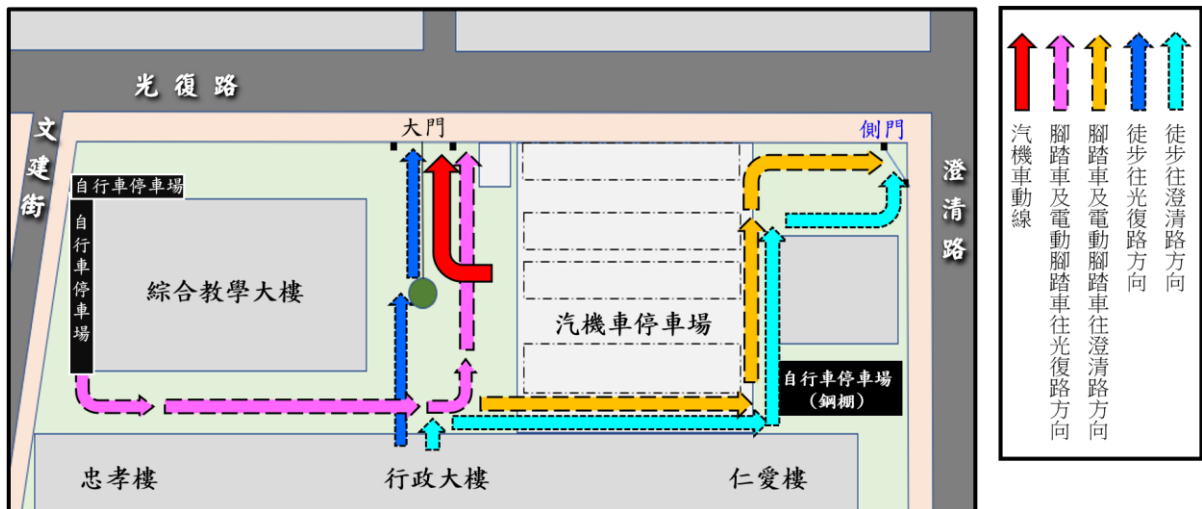 光復路
文建街
大門
側門
澄清路
自行車停車場
自行車停車場
綜合教學大樓
汽機車停車場
自行車停車場
（鋼棚）
忠孝樓
行政大樓
仁愛樓
汽機車動線
腳踏車及電動腳踏車往光復路方向
腳踏車及電動腳踏車往澄清路方向
徒步往光復路方向
徒步往澄清路方向